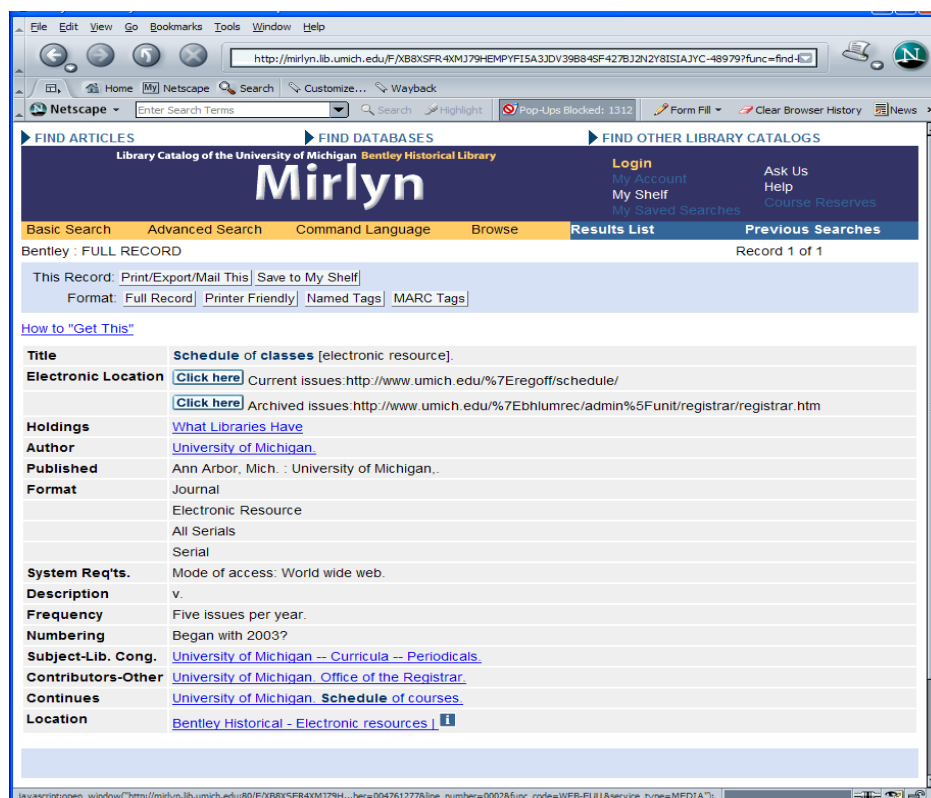 File Edit View Go Bookmarks Tools Window Help
http://mirlyn.lib.umich.edu/F/XB8XSFR4XMJ79HEMPYFI5A3JDV39B84SF427BJ2N2Y8ISIAJYC-48979?func=find-
Home My Netscape Search Customize... Wayback
Netscape Enter Search Terms Search Highlight Pop-Ups Blocked: 1312 Form Fill Clear Browser History News
FIND ARTICLES FIND DATABASES FIND OTHER LIBRARY CATALOGS
Library Catalog of the University of Michigan Bentley Historical Library
Mirlyn
Login
My Account
My Shelf
My Saved Searches
Ask Us
Help
Course Reserves
Basic Search Advanced Search Command Language Browse Results List Previous Searches
Bentley : FULL RECORD Record 1 of 1
This Record: Print/Export/Mail This Save to My Shelf
Format: Full Record Printer Friendly Named Tags MARC Tags
How to "Get This"
Title Schedule of classes [electronic resource].
Electronic Location Click here Current issues:http://www.umich.edu/%7Eregoff/schedule/
Click here Archived issues:http://www.umich.edu/%7Ebhlumrec/admin%5Funit/registrar/registrar.htm
Holdings What Libraries Have
Author University of Michigan.
Published Ann Arbor, Mich. : University of Michigan,.
Format Journal
Electronic Resource
All Serials
Serial
System Req'ts. Mode of access: World wide web.
Description v.
Frequency Five issues per year.
Numbering Began with 2003?
Subject-Lib. Cong. University of Michigan -- Curricula -- Periodicals.
Contributors-Other University of Michigan. Office of the Registrar.
Continues University of Michigan. Schedule of courses.
Location Bentley Historical - Electronic resources | i